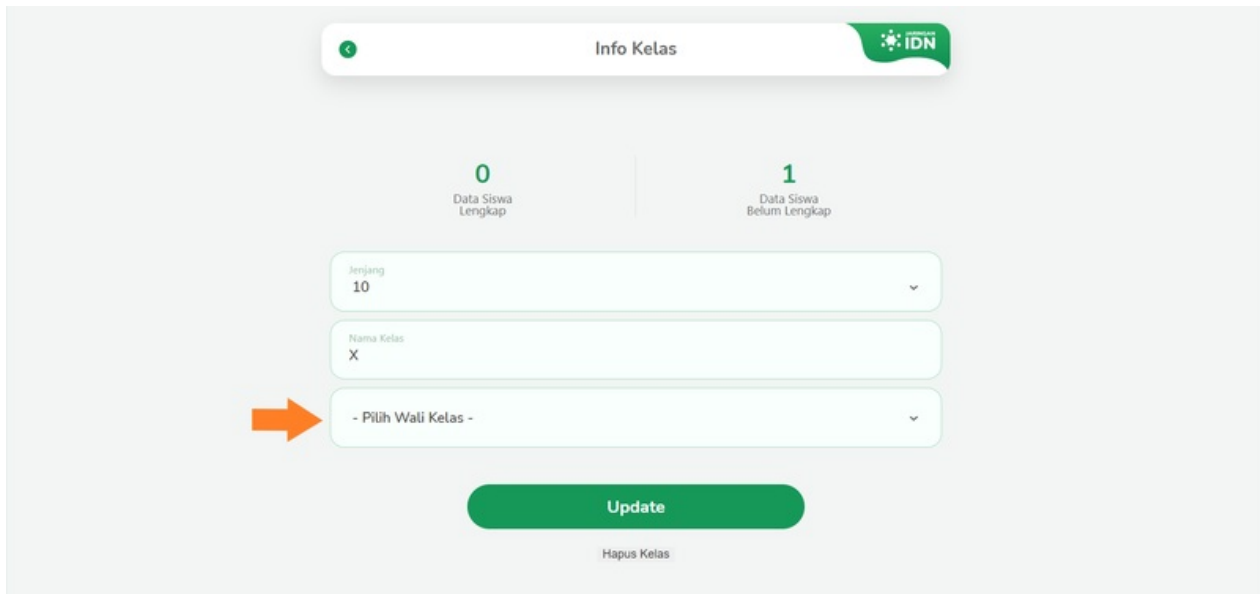 Info Kelas
JARINGAN
IDN
0
Data Siswa
Lengkap
1
Data Siswa
Belum Lengkap
Jenjang
10
Nama Kelas
X
- Pilih Wali Kelas -
Update
Hapus Kelas